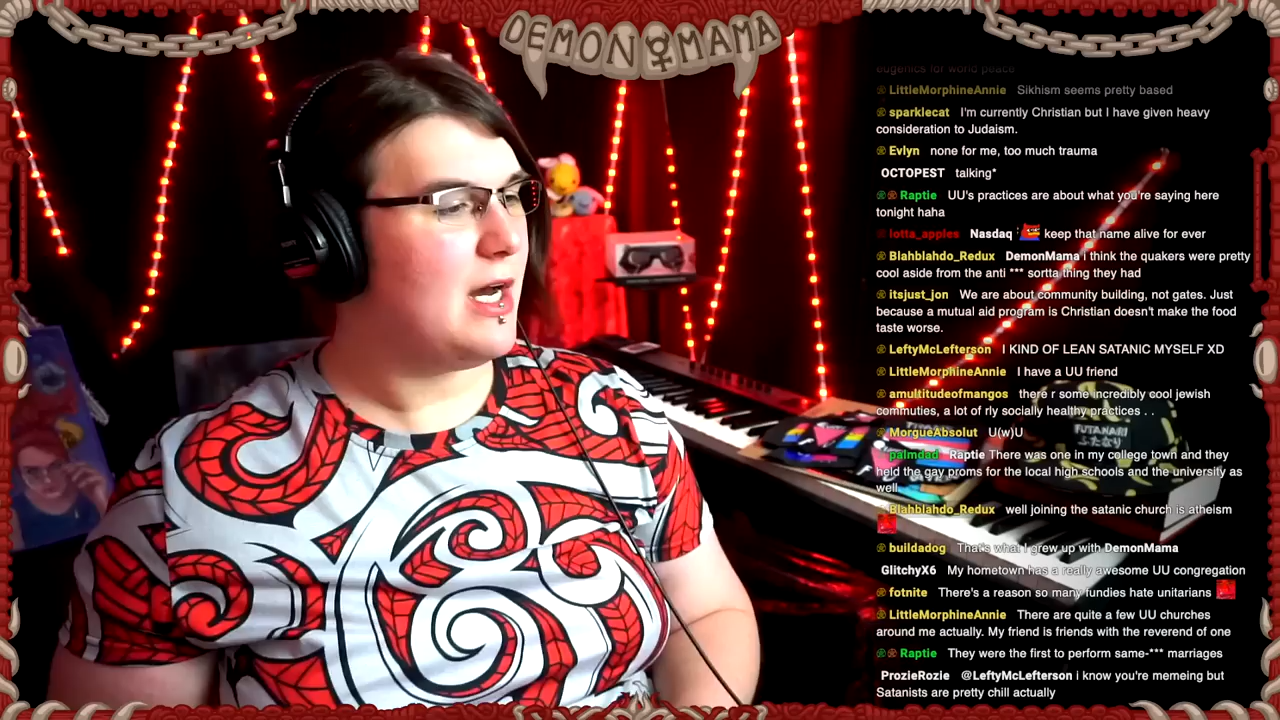 DEMON MAMA
eugenics for world peace
LittleMorphineAnnie Sikhism seems pretty based
sparklecat I'm currently Christian but I have given heavy
consideration to Judaism.
Evlyn none for me, too much trauma
OCTOPEST talking*
Raptie UU's practices are about what you're saying here
tonight haha
lotta_apples Nasdaq keep that name alive for ever
Blahblahdo_Redux DemonMama i think the quakers were pretty
cool aside from the anti *** sortta thing they had
itsjust_jon We are about community building, not gates. Just
because a mutual aid program is Christian doesn't make the food
taste worse.
LeftyMcLefterson I KIND OF LEAN SATANIC MYSELF XD
LittleMorphineAnnie I have a UU friend
amultitudeofmangos there r some incredibly cool jewish
commuties, a lot of rly socially healthy practices . .
MorgueAbsolut U(w)U
FUTANARI
ふたなり
palmdad Raptie There was one in my college town and they
held the gay proms for the local high schools and the university as
well.
Blahblahdo_Redux well joining the satanic church is atheism
buildadog That's what I grew up with DemonMama
GlitchyX6 My hometown has a really awesome UU congregation
fotnite There's a reason so many fundies hate unitarians
LittleMorphineAnnie There are quite a few UU churches
around me actually. My friend is friends with the reverend of one
Raptie They were the first to perform same-*** marriages
ProzieRozie @LeftyMcLefterson i know you're memeing but
Satanists are pretty chill actually